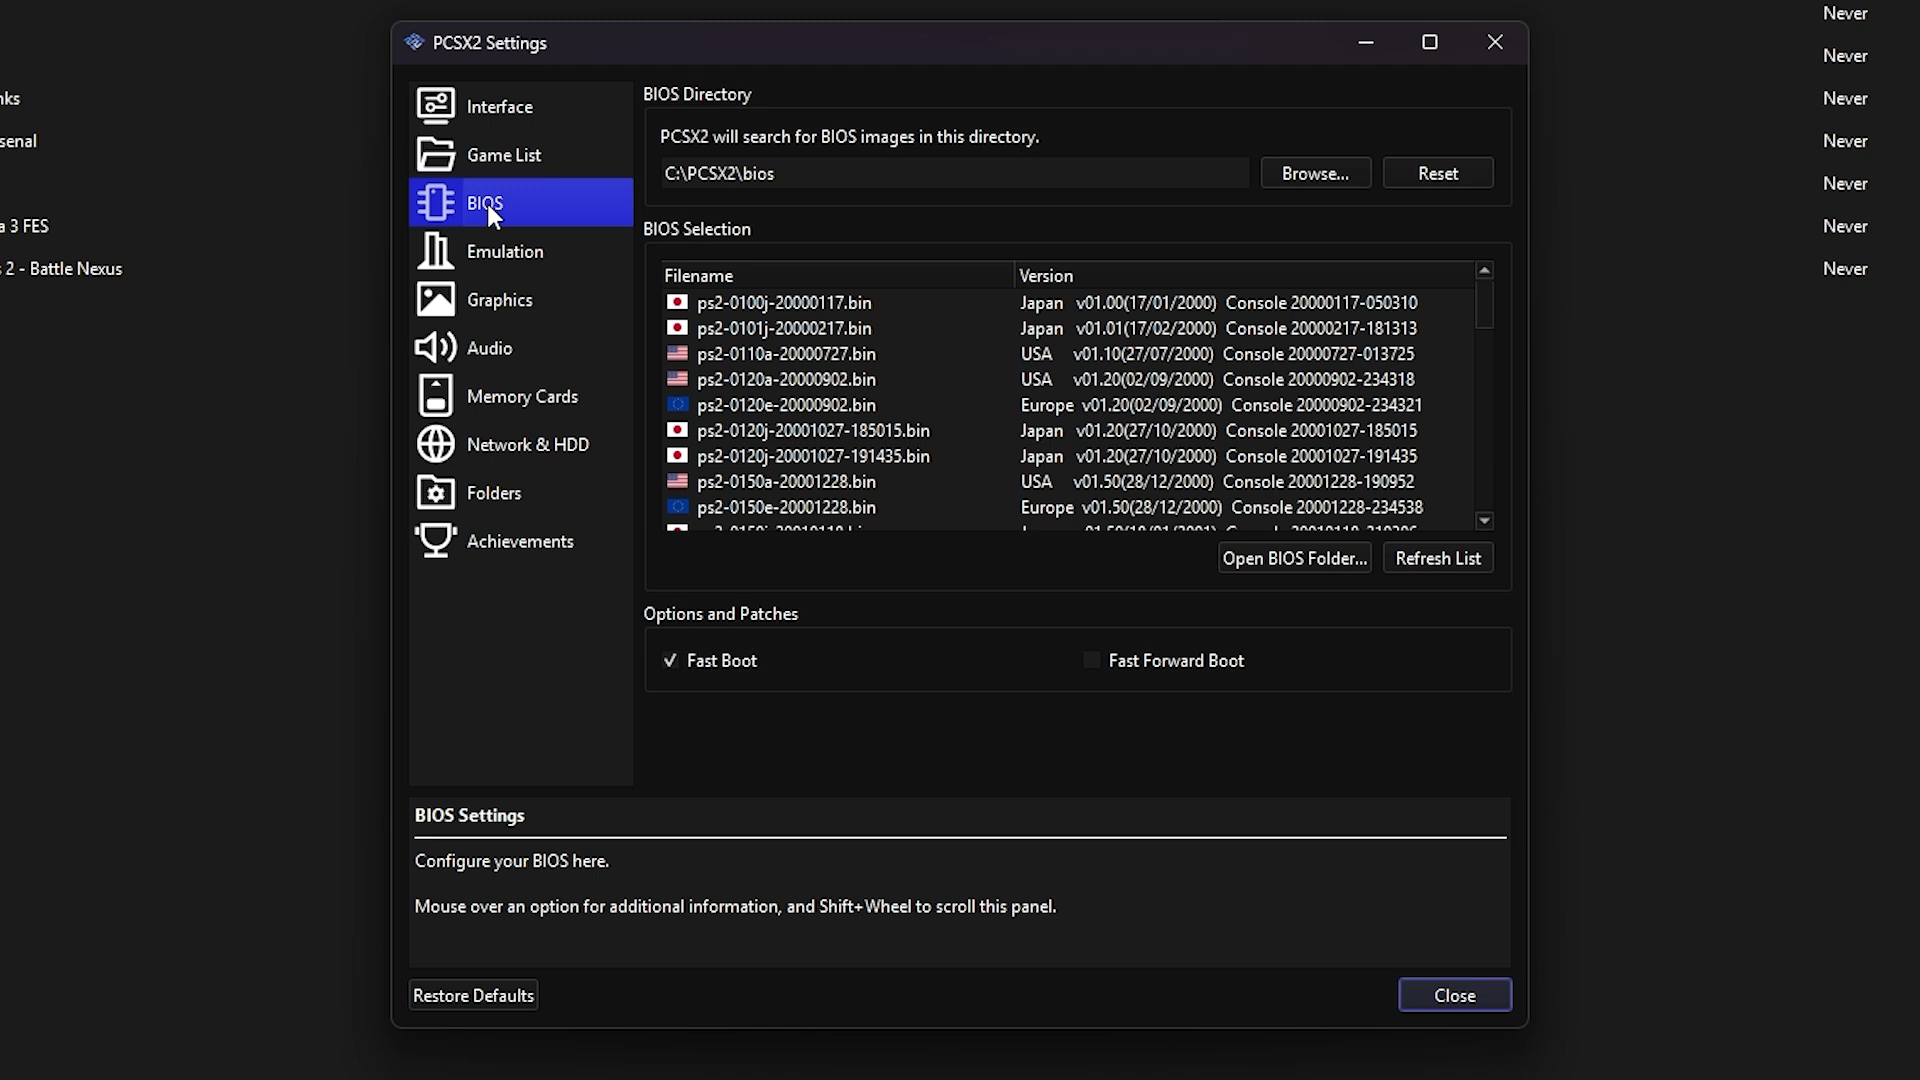 PCSX2 Settings
Never
Never
Never
Never
Never
Never
Never
nks
senal
a 3 FES
2 - Battle Nexus
Interface
Game List
BIOS
Emulation
Graphics
Audio
Memory Cards
Network & HDD
Folders
Achievements
BIOS Directory
PCSX2 will search for BIOS images in this directory.
C:\PCSX2\bios
Browse...
Reset
BIOS Selection
Filename Version
ps2-0100j-20000117.bin Japan v01.00(17/01/2000) Console 20000117-050310
ps2-0101j-20000217.bin Japan v01.01(17/02/2000) Console 20000217-181313
ps2-0110a-20000727.bin USA v01.10(27/07/2000) Console 20000727-013725
ps2-0120a-20000902.bin USA v01.20(02/09/2000) Console 20000902-234318
ps2-0120e-20000902.bin Europe v01.20(02/09/2000) Console 20000902-234321
ps2-0120j-20001027-185015.bin Japan v01.20(27/10/2000) Console 20001027-185015
ps2-0120j-20001027-191435.bin Japan v01.20(27/10/2000) Console 20001027-191435
ps2-0150a-20001228.bin USA v01.50(28/12/2000) Console 20001228-190952
ps2-0150e-20001228.bin Europe v01.50(28/12/2000) Console 20001228-234538
Open BIOS Folder...
Refresh List
Options and Patches
Fast Boot
Fast Forward Boot
BIOS Settings
Configure your BIOS here.
Mouse over an option for additional information, and Shift+Wheel to scroll this panel.
Restore Defaults
Close